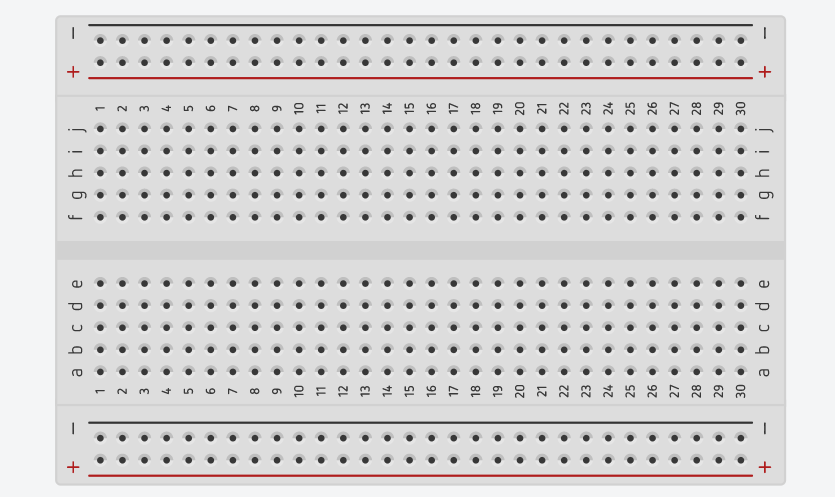 − −
+ +
1 2 3 4 5 6 7 8 9 10 11 12 13 14 15 16 17 18 19 20 21 22 23 24 25 26 27 28 29 30
j j
i i
h h
g g
f f
e e
d d
c c
b b
a a
1 2 3 4 5 6 7 8 9 10 11 12 13 14 15 16 17 18 19 20 21 22 23 24 25 26 27 28 29 30
− −
+ +